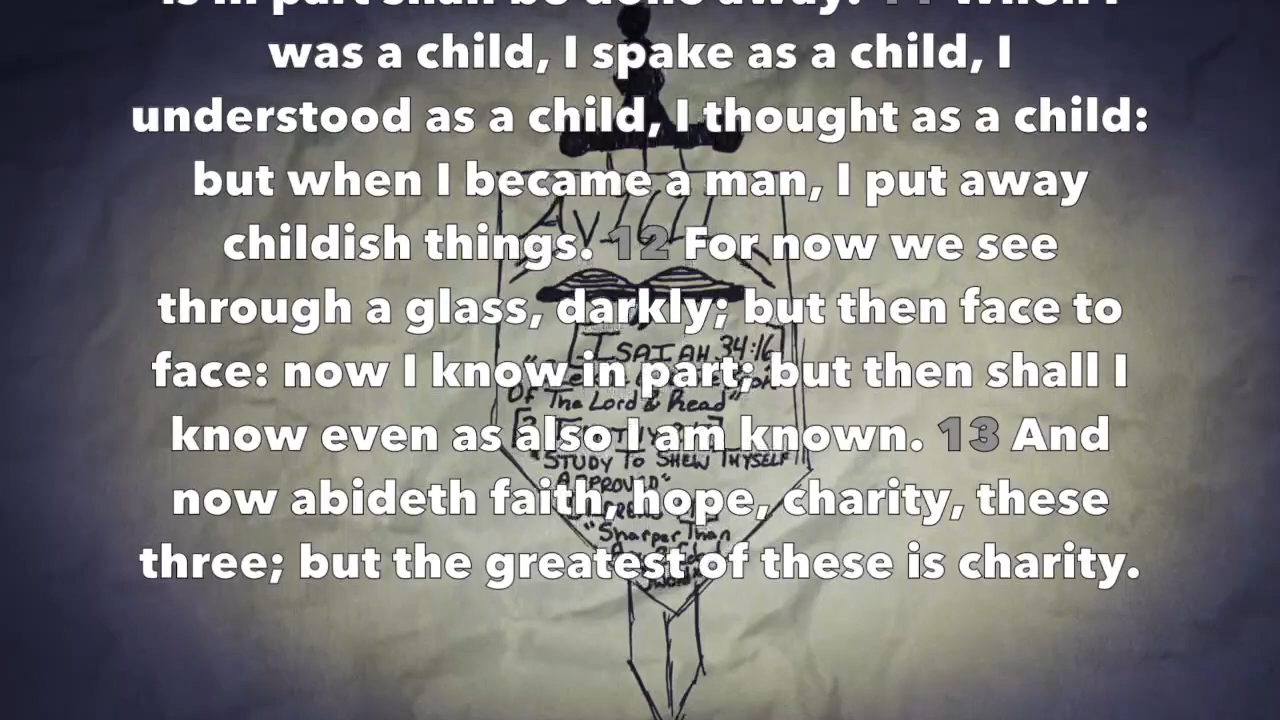 is in part shall be done away. 11 When I
was a child, I spake as a child, I
understood as a child, I thought as a child:
but when I became a man, I put away
childish things. 12 For now we see
through a glass, darkly; but then face to
face: now I know in part; but then shall I
know even as also I am known. 13 And
now abideth faith, hope, charity, these
three; but the greatest of these is charity.
AV1611
ISAIAH 34:16
Of The Lord & Read"
"STUDY TO SHEW THYSELF
APPROVED"
"Sharper Than